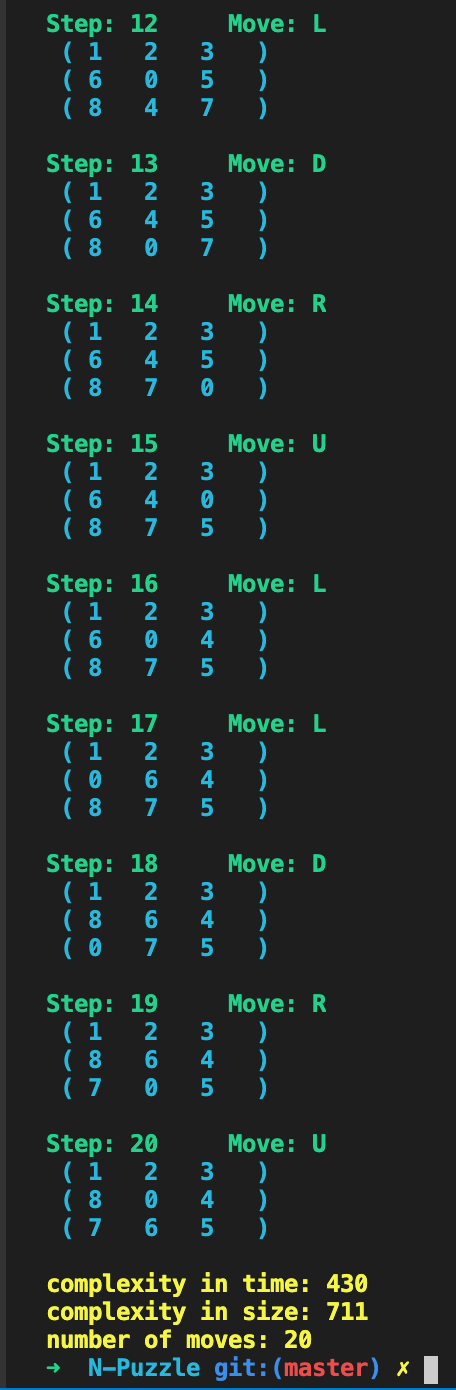 Step: 12 Move: L
( 1 2 3 )
( 6 0 5 )
( 8 4 7 )
Step: 13 Move: D
( 1 2 3 )
( 6 4 5 )
( 8 0 7 )
Step: 14 Move: R
( 1 2 3 )
( 6 4 5 )
( 8 7 0 )
Step: 15 Move: U
( 1 2 3 )
( 6 4 0 )
( 8 7 5 )
Step: 16 Move: L
( 1 2 3 )
( 6 0 4 )
( 8 7 5 )
Step: 17 Move: L
( 1 2 3 )
( 0 6 4 )
( 8 7 5 )
Step: 18 Move: D
( 1 2 3 )
( 8 6 4 )
( 0 7 5 )
Step: 19 Move: R
( 1 2 3 )
( 8 6 4 )
( 7 0 5 )
Step: 20 Move: U
( 1 2 3 )
( 8 0 4 )
( 7 6 5 )
complexity in time: 430
complexity in size: 711
number of moves: 20
➜ N-Puzzle git:(master) ✗